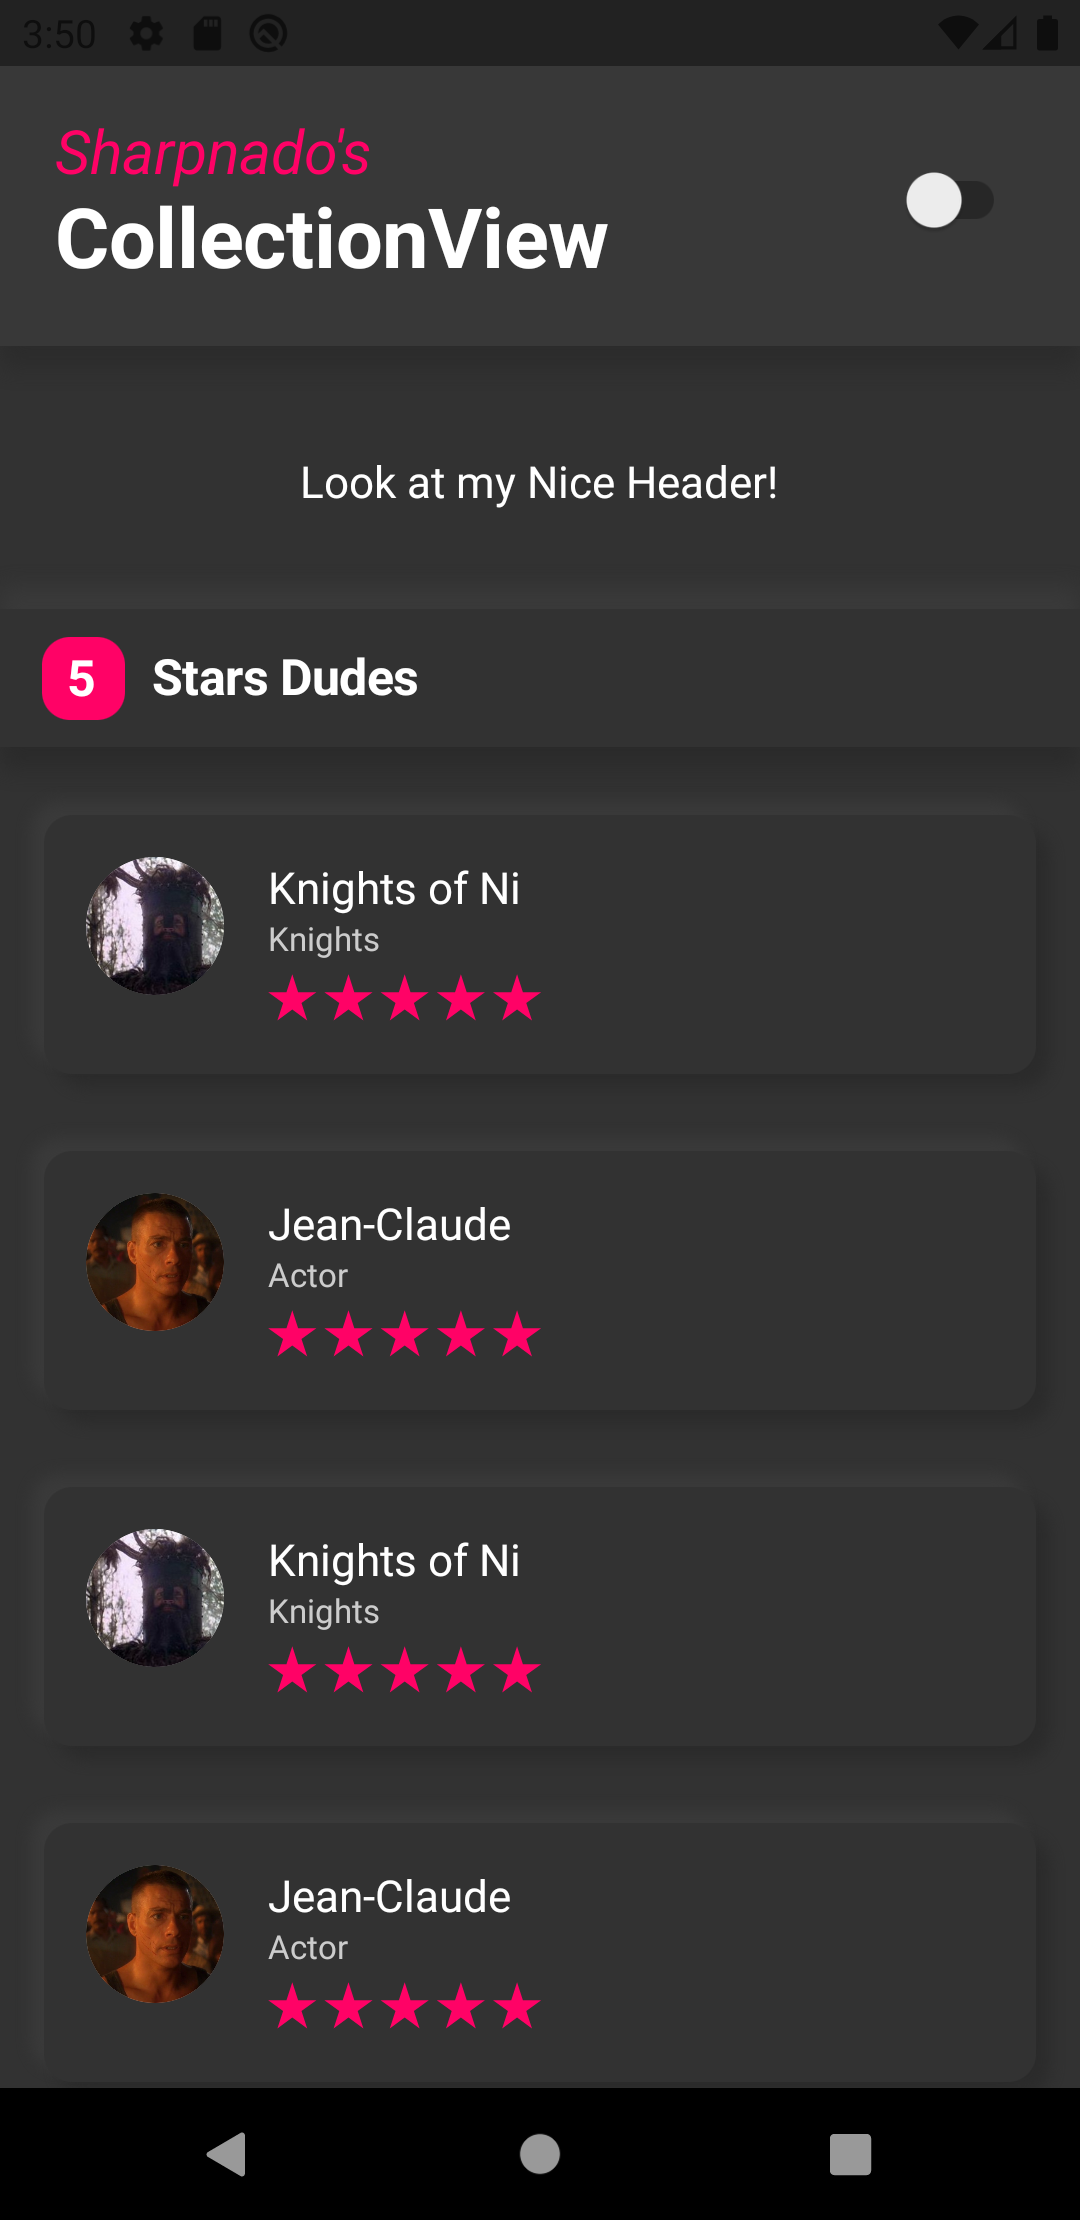 3:50
Sharpnado's
CollectionView
Look at my Nice Header!
5 Stars Dudes
Knights of Ni
Knights
★★★★★
Jean-Claude
Actor
★★★★★
Knights of Ni
Knights
★★★★★
Jean-Claude
Actor
★★★★★